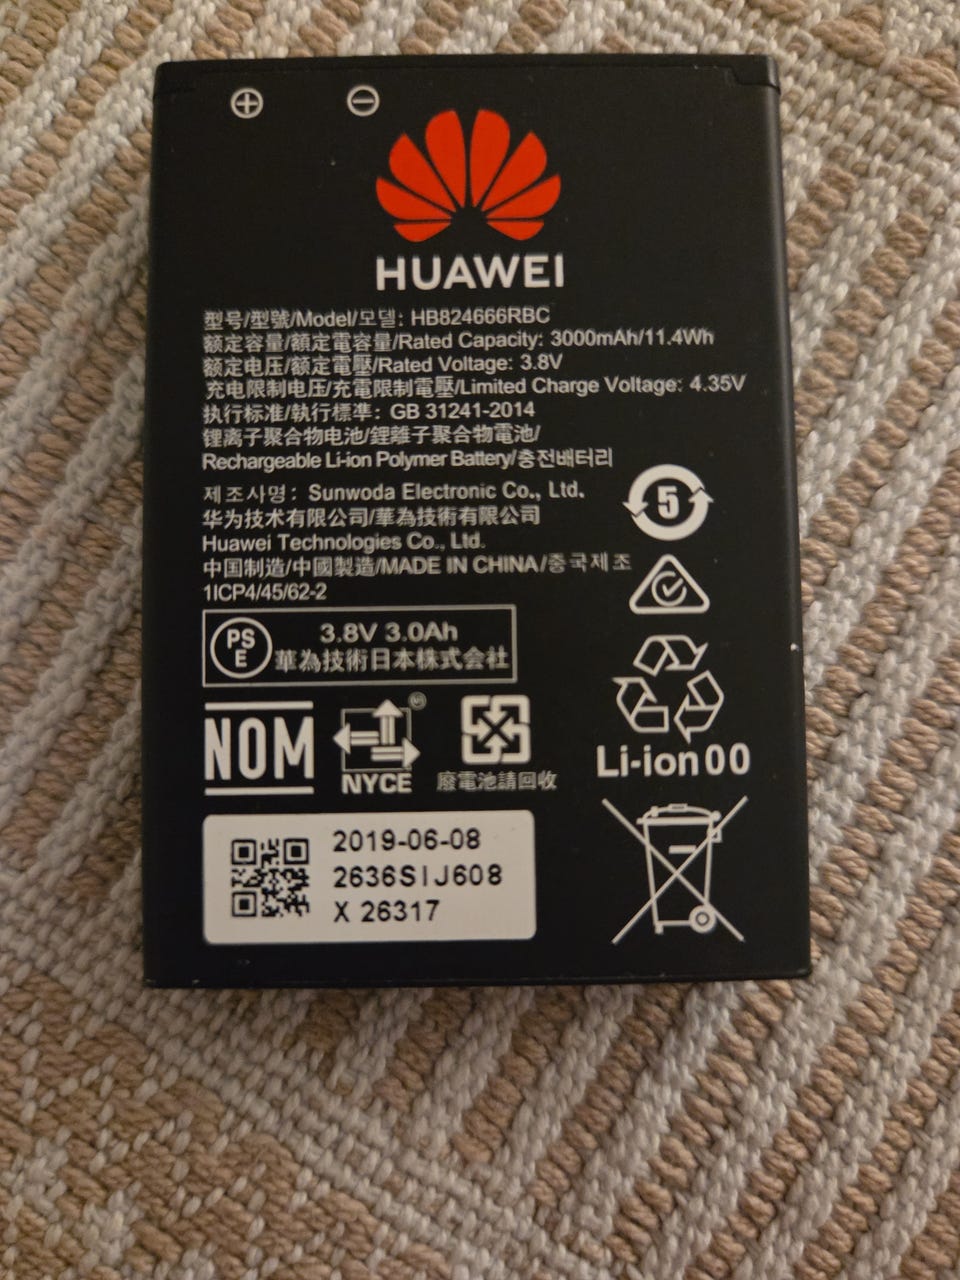 HUAWEI
型号/型號/Model/모델: HB824666RBC
额定容量/額定電容量/Rated Capacity: 3000mAh/11.4Wh
额定电压/額定電壓/Rated Voltage: 3.8V
充电限制电压/充電限制電壓/Limited Charge Voltage: 4.35V
执行标准/執行標準: GB 31241-2014
锂离子聚合物电池/鋰離子聚合物電池/
Rechargeable Li-ion Polymer Battery/충전배터리
제조사명: Sunwoda Electronic Co., Ltd.
华为技术有限公司/華為技術有限公司
Huawei Technologies Co., Ltd.
中国制造/中國製造/MADE IN CHINA/중국제조
1ICP4/45/62-2
5
PS
E
3.8V 3.0Ah
華為技術日本株式会社
NOM
NYCE
廢電池請回收
Li-ion 00
2019-06-08
2636SIJ608
X 26317